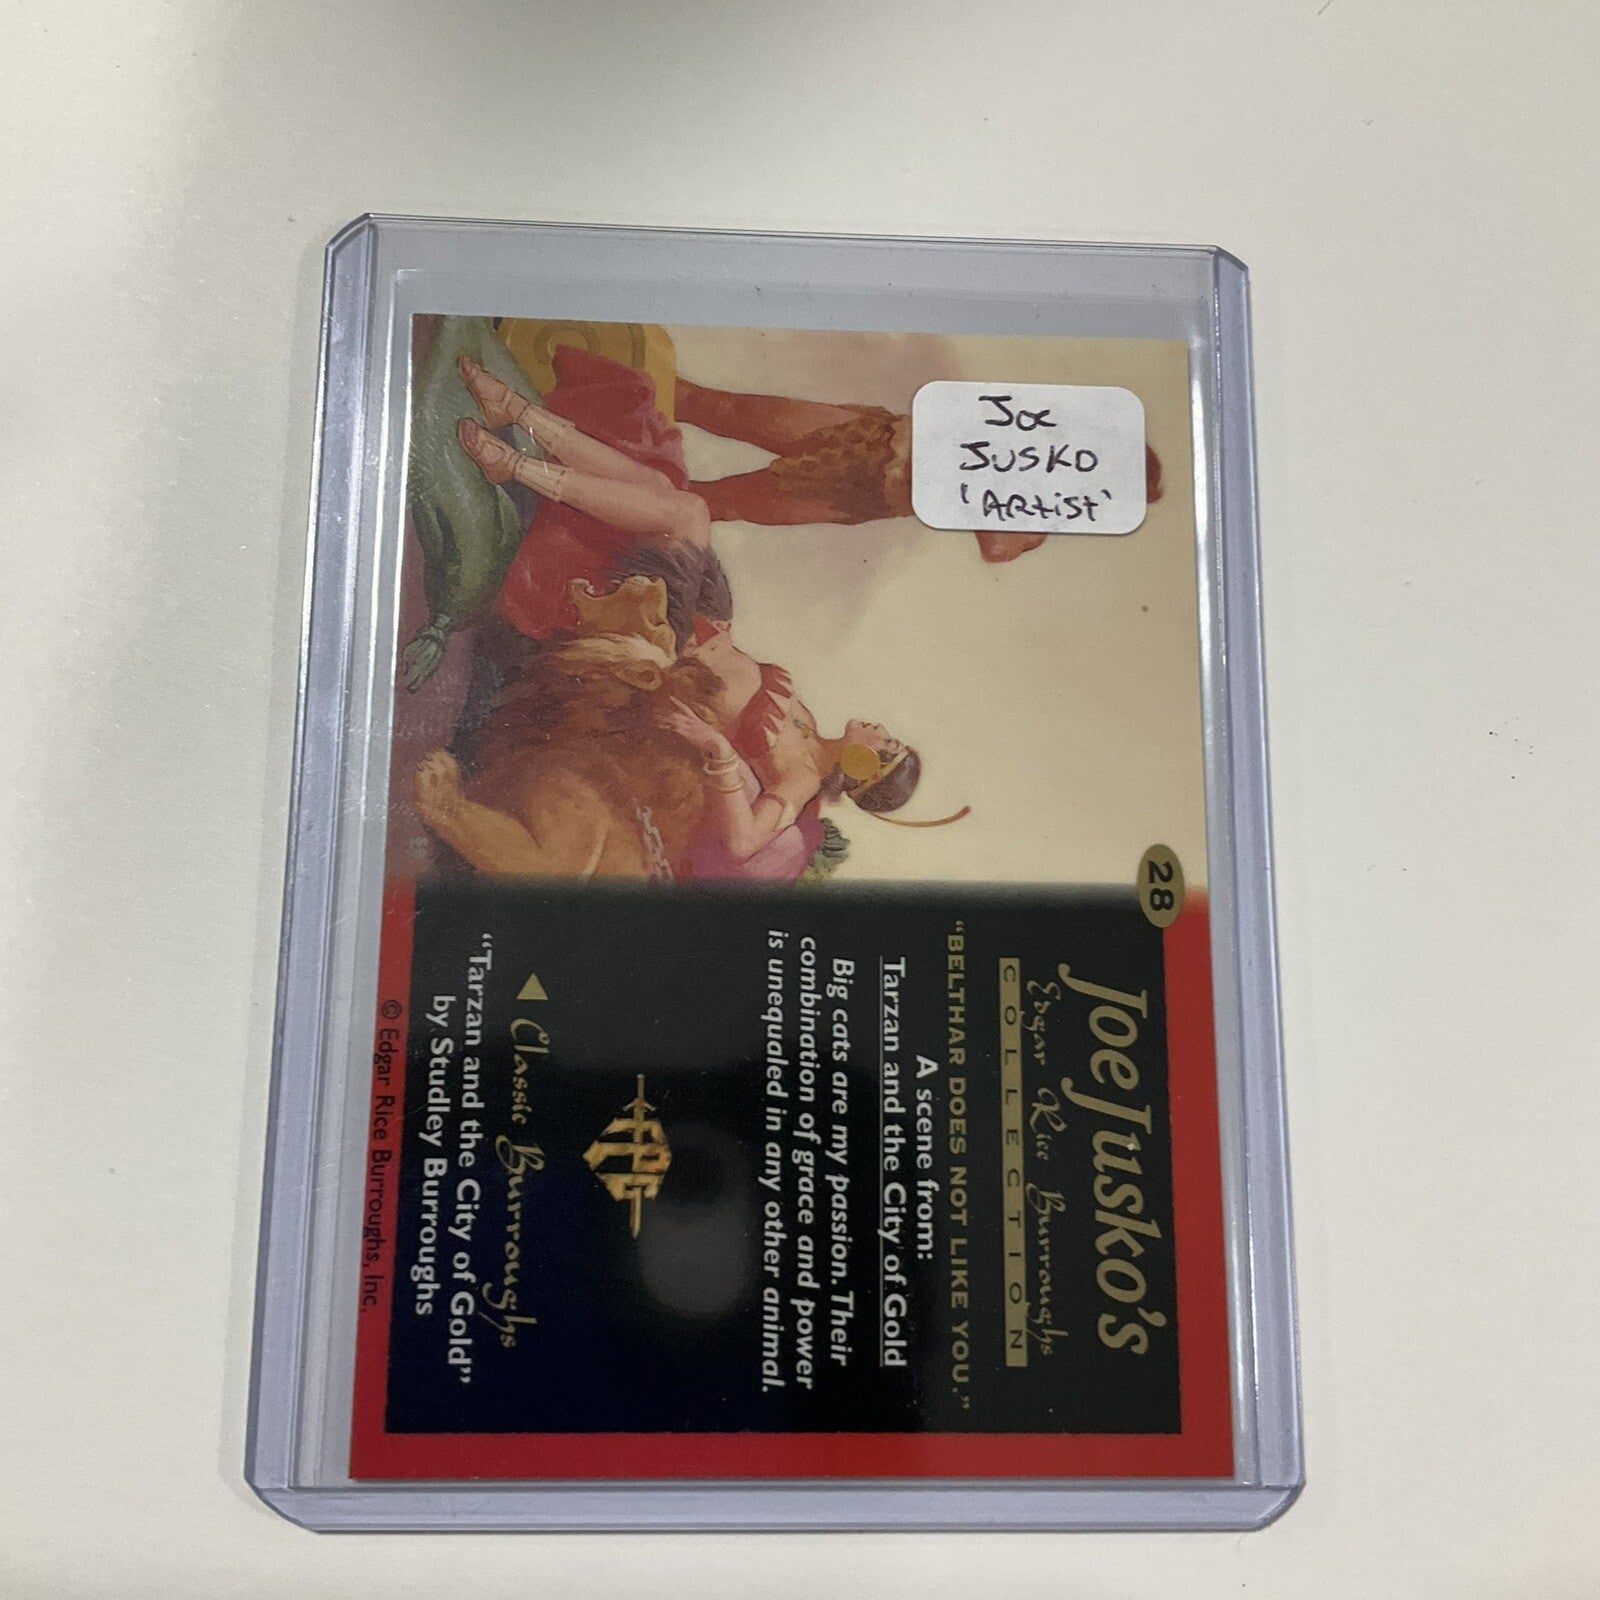 Joe
Jusko
'Artist'
28
Joe Jusko's
Edgar Rice Burroughs
COLLECTION
"BELTHAR DOES NOT LIKE YOU."
A scene from:
Tarzan and the City of Gold
Big cats are my passion. Their
combination of grace and power
is unequaled in any other animal.
Classic Burroughs
"Tarzan and the City of Gold"
by Studley Burroughs
© Edgar Rice Burroughs, Inc.